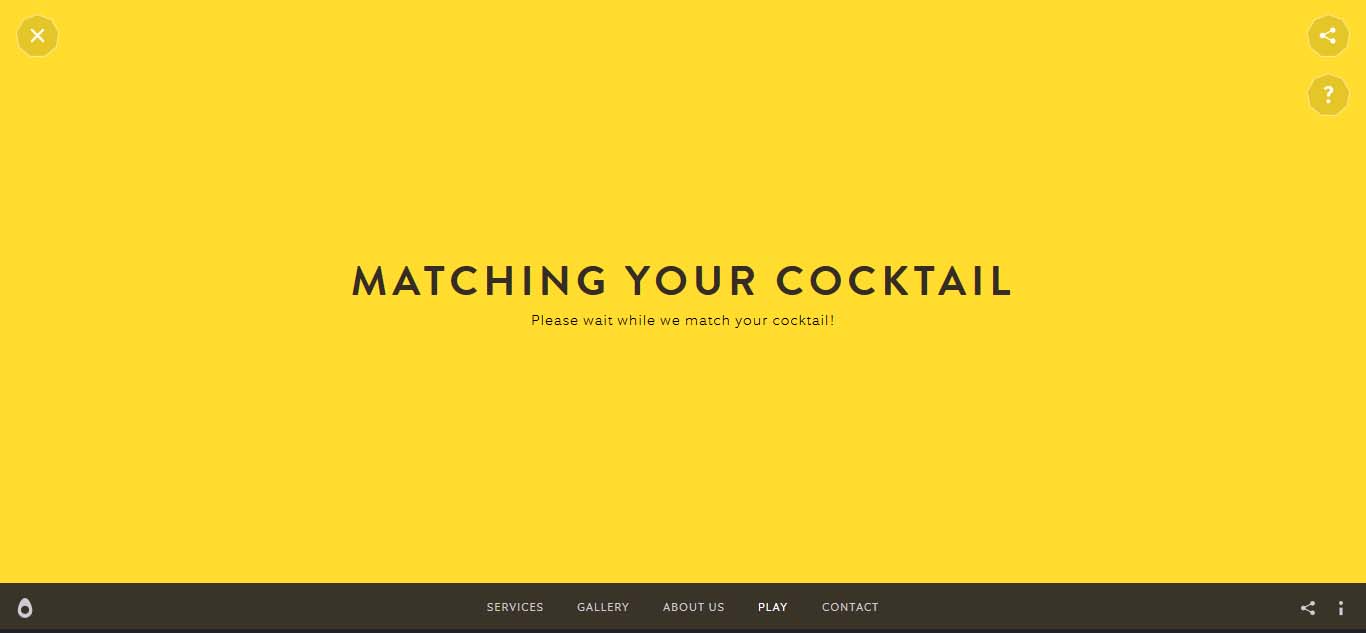 ?
MATCHING YOUR COCKTAIL
Please wait while we match your cocktail!
SERVICES GALLERY ABOUT US PLAY CONTACT